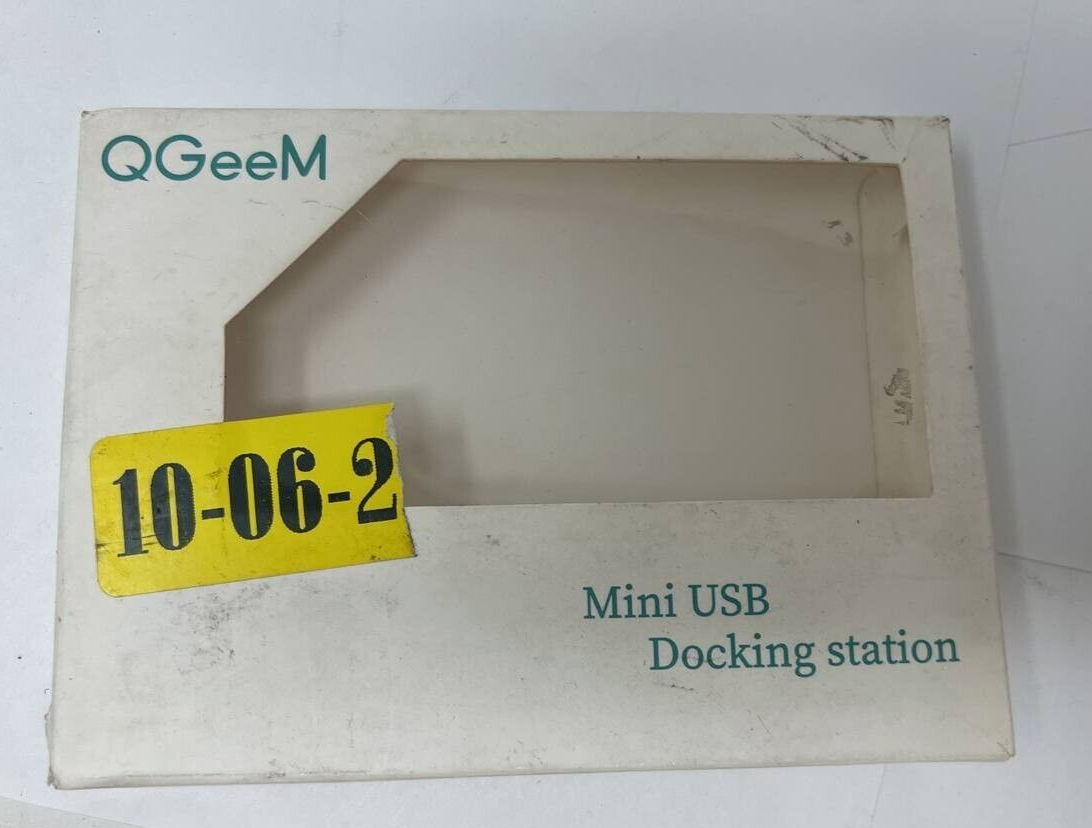 QGeeM
10-06-2
Mini USB
Docking station